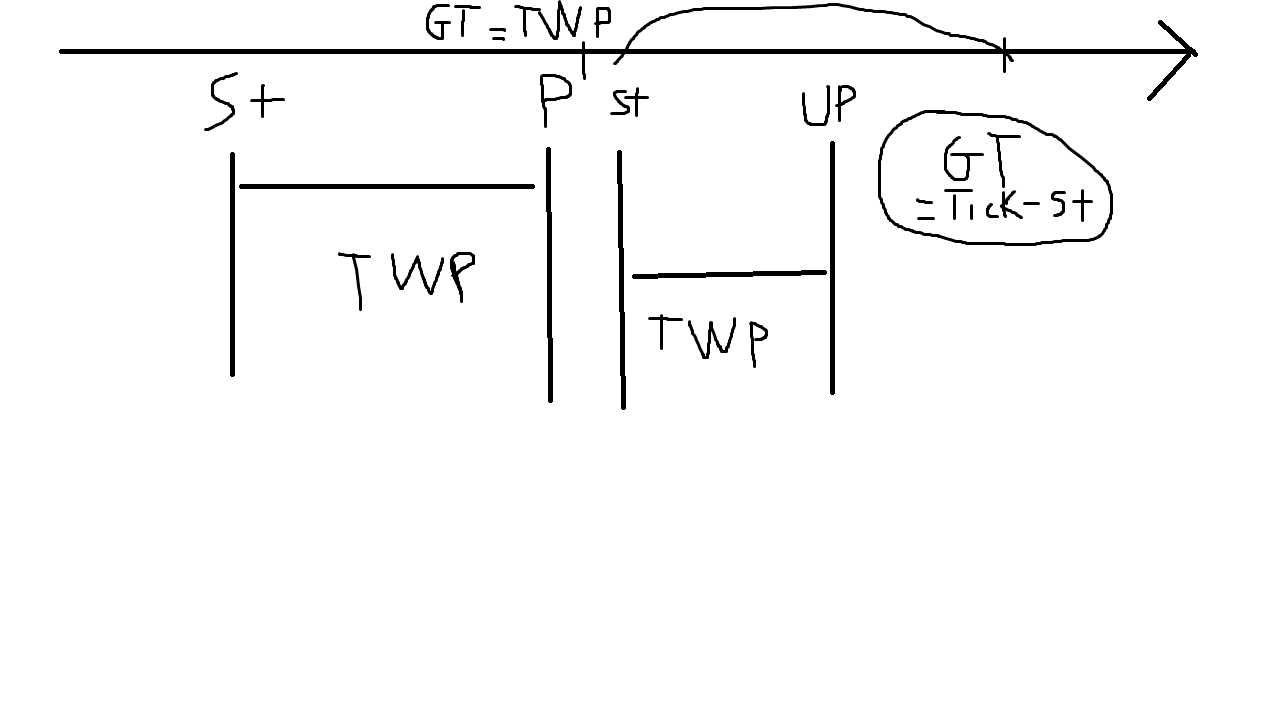 GT = TWP
St P st UP
GT
= Tick - st
TWP
TWP